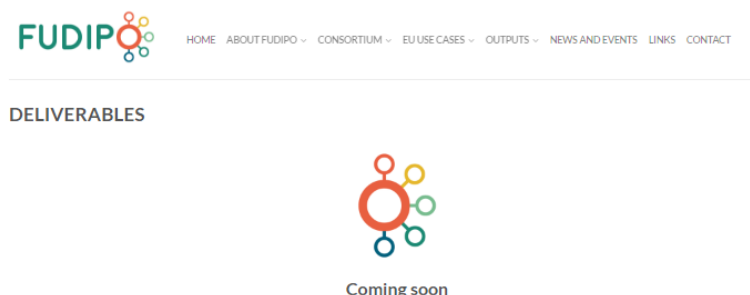 FUDIPO
HOME ABOUT FUDIPO CONSORTIUM EU USE CASES OUTPUTS NEWS AND EVENTS LINKS CONTACT
DELIVERABLES
Coming soon